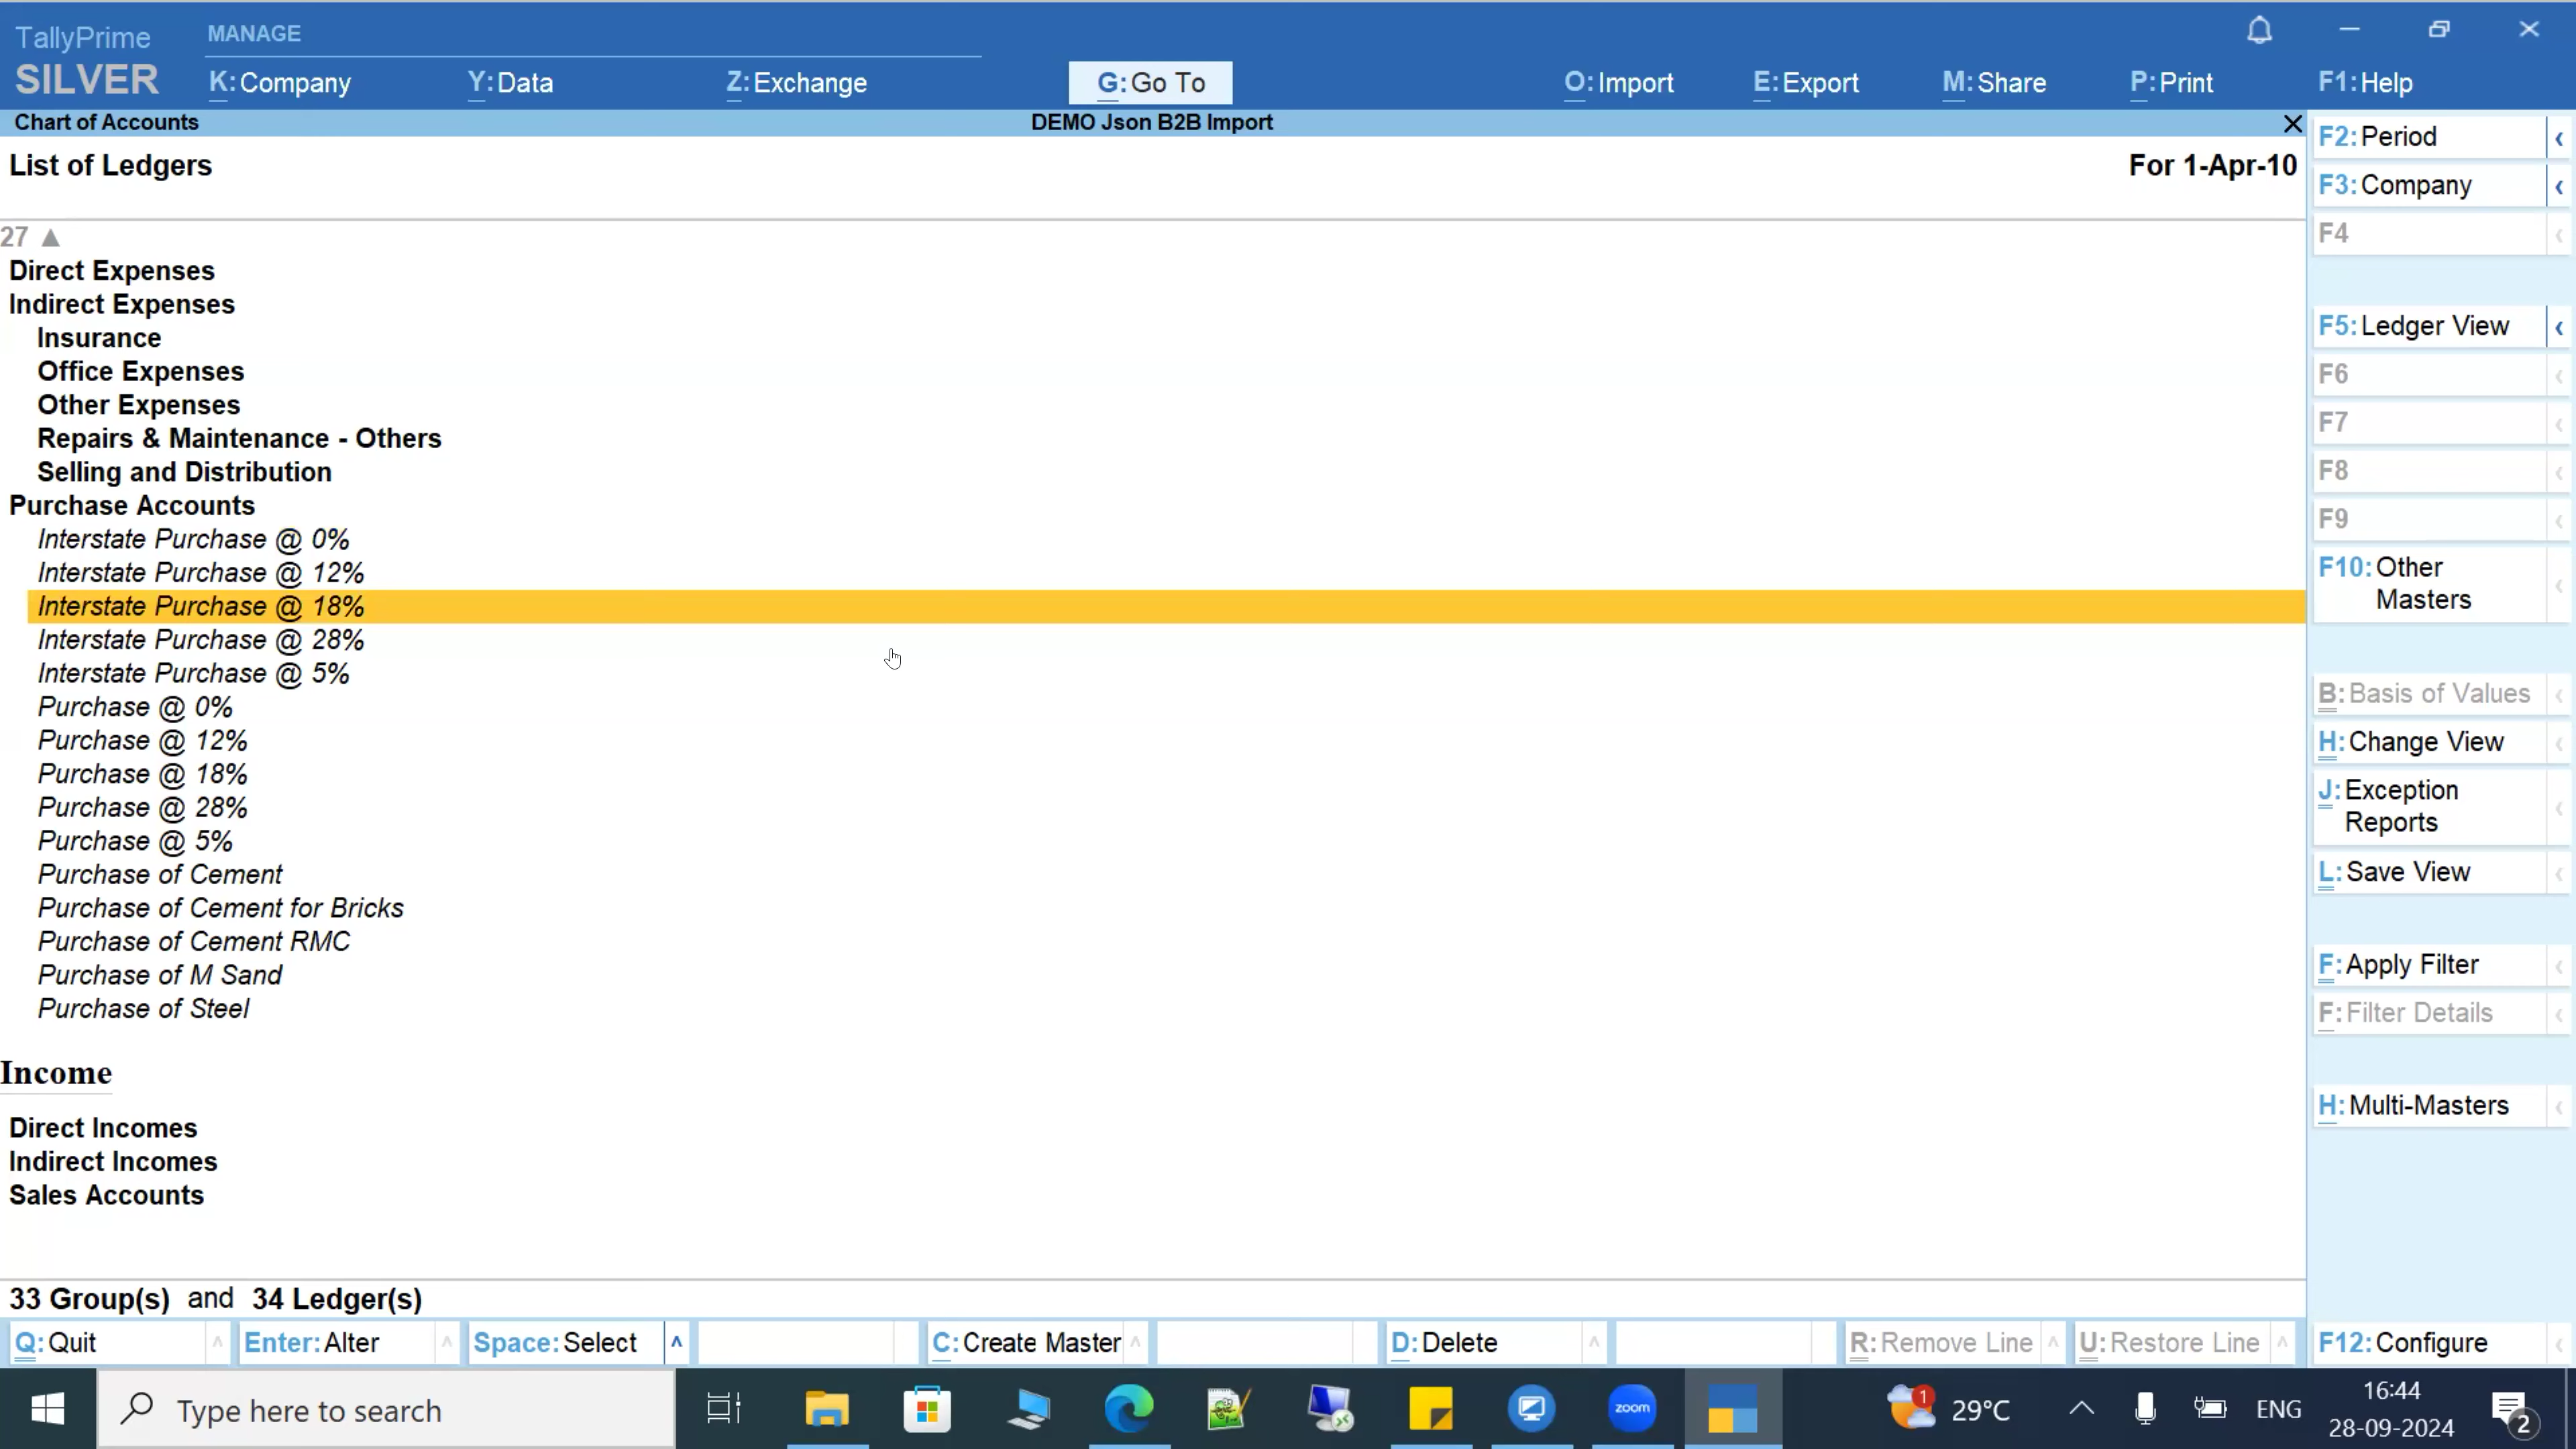 TallyPrime
SILVER
MANAGE
K:Company
Y:Data
Z:Exchange
G:Go To
O:Import
E:Export
M:Share
P:Print
F1:Help
Chart of Accounts
DEMO Json B2B Import
List of Ledgers
For 1-Apr-10
27 ▲
Direct Expenses
Indirect Expenses
Insurance
Office Expenses
Other Expenses
Repairs & Maintenance - Others
Selling and Distribution
Purchase Accounts
Interstate Purchase @ 0%
Interstate Purchase @ 12%
Interstate Purchase @ 18%
Interstate Purchase @ 28%
Interstate Purchase @ 5%
Purchase @ 0%
Purchase @ 12%
Purchase @ 18%
Purchase @ 28%
Purchase @ 5%
Purchase of Cement
Purchase of Cement for Bricks
Purchase of Cement RMC
Purchase of M Sand
Purchase of Steel
Income
Direct Incomes
Indirect Incomes
Sales Accounts
33 Group(s) and 34 Ledger(s)
F2:Period
F3:Company
F4
F5:Ledger View
F6
F7
F8
F9
F10:Other
Masters
B:Basis of Values
H:Change View
J:Exception
Reports
L:Save View
F:Apply Filter
F:Filter Details
H:Multi-Masters
F12:Configure
Q:Quit
Enter:Alter
Space:Select
C:Create Master
D:Delete
R:Remove Line
U:Restore Line
Type here to search
zoom
1
29°C
ENG
16:44
28-09-2024
2